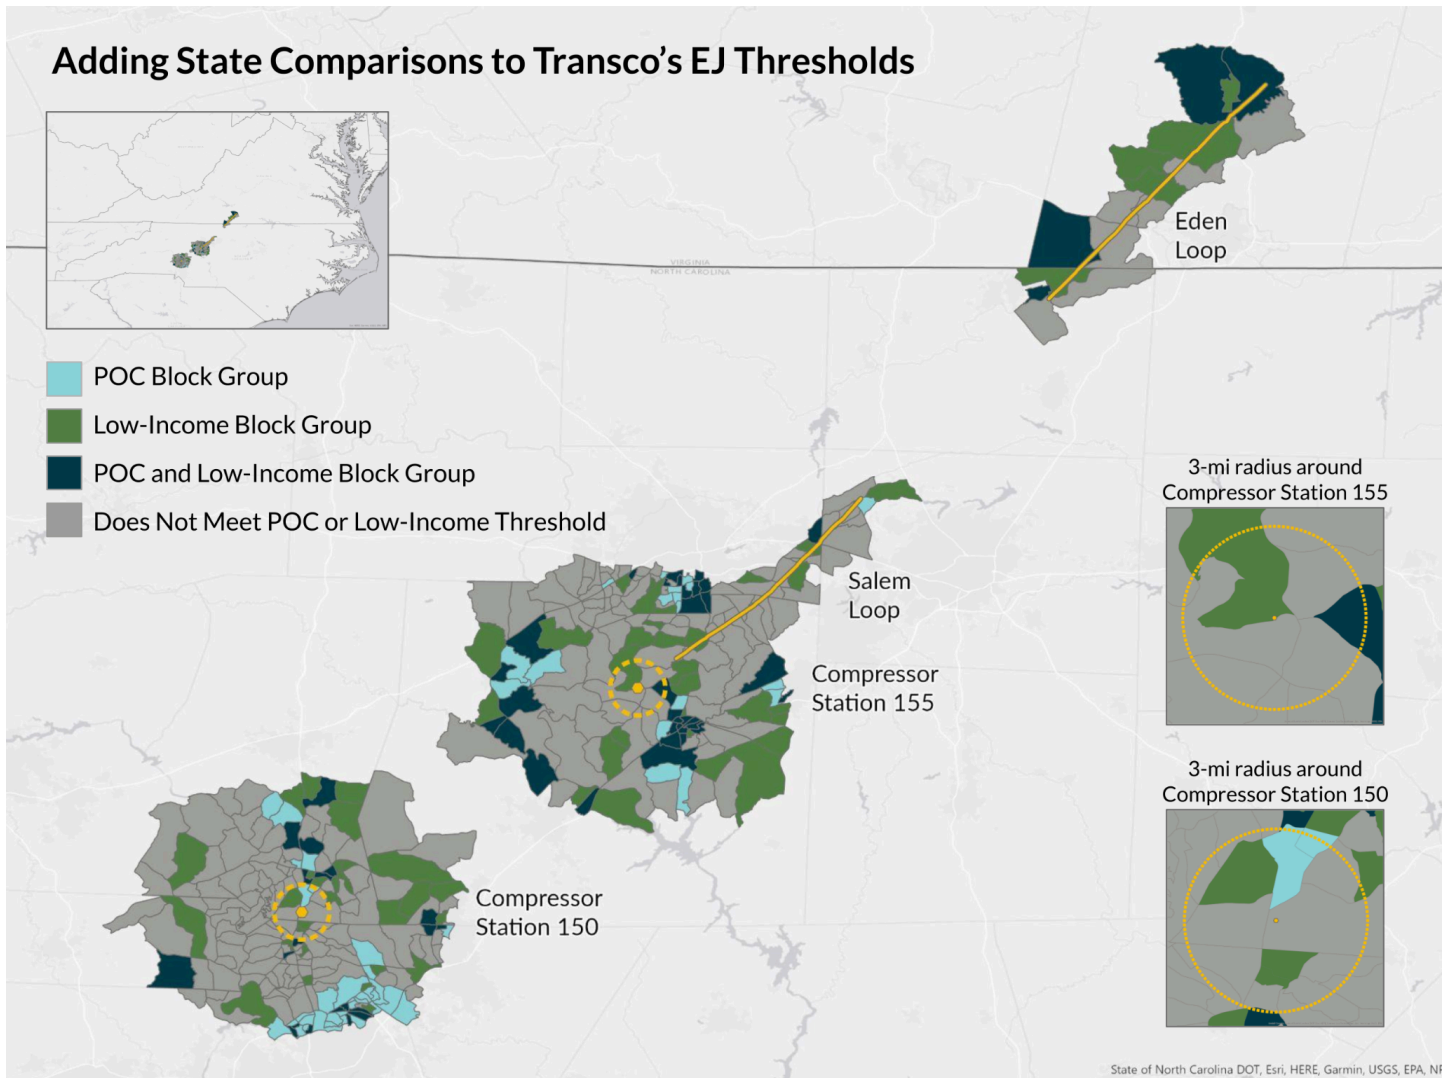 Adding State Comparisons to Transco's EJ Thresholds
VIRGINIA
NORTH CAROLINA
Eden
Loop
POC Block Group
Low-Income Block Group
POC and Low-Income Block Group
Does Not Meet POC or Low-Income Threshold
3-mi radius around
Compressor Station 155
Salem
Loop
Compressor
Station 155
3-mi radius around
Compressor Station 150
Compressor
Station 150
State of North Carolina DOT, Esri, HERE, Garmin, USGS, EPA,